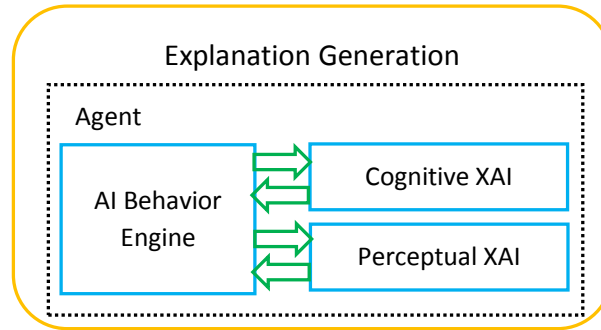 Explanation Generation
Agent
AI Behavior
Engine
Cognitive XAI
Perceptual XAI